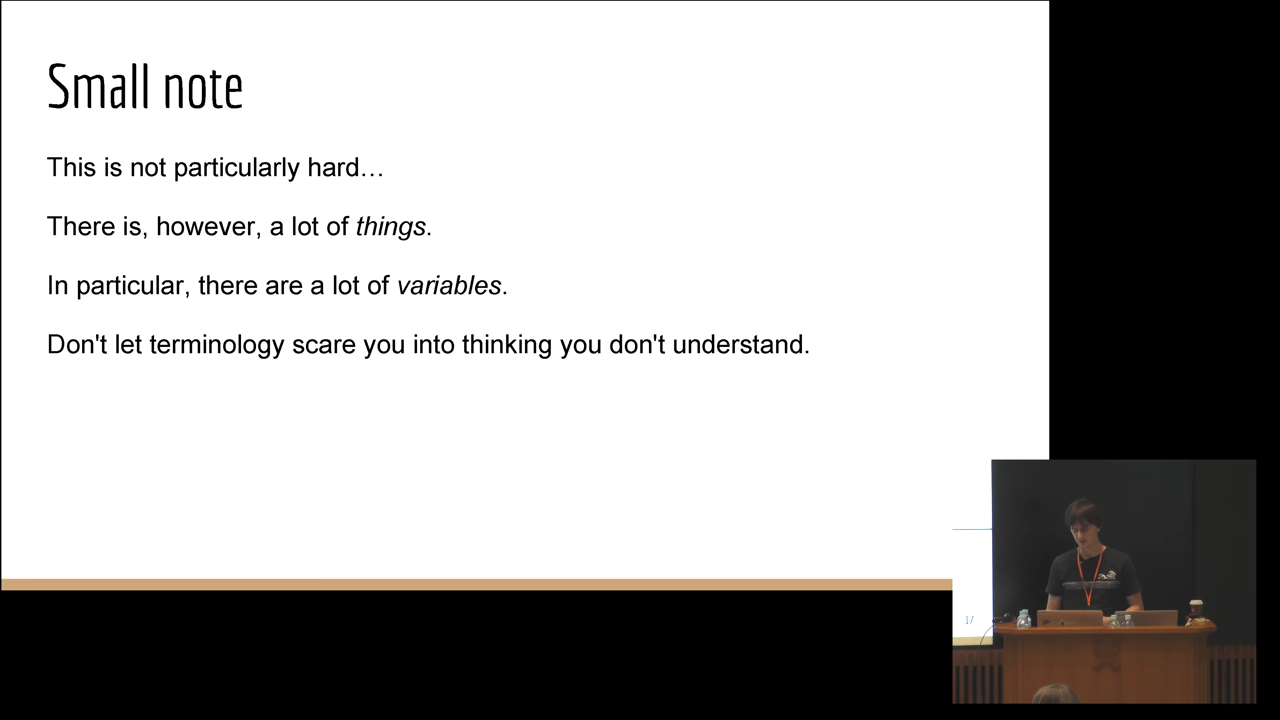 Small note
This is not particularly hard…
There is, however, a lot of things.
In particular, there are a lot of variables.
Don't let terminology scare you into thinking you don't understand.
17